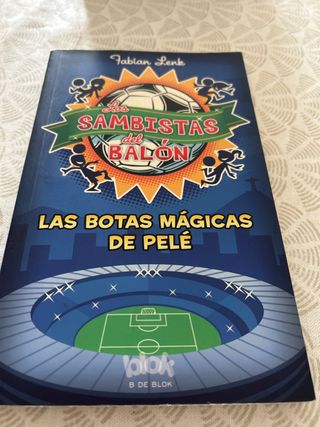 Fabian Lenk
Los
SAMBISTAS
del
BALÓN
LAS BOTAS MÁGICAS
DE PELÉ
blok
B DE BLOK